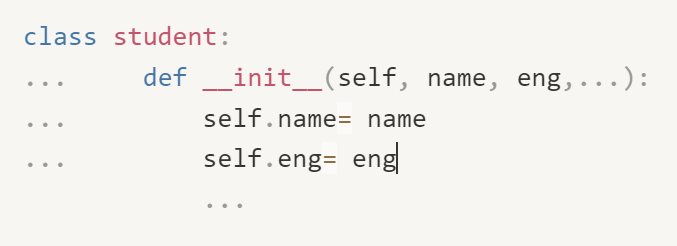 class student:
...     def __init__(self, name, eng,...):
...         self.name= name
...         self.eng= eng
            ...